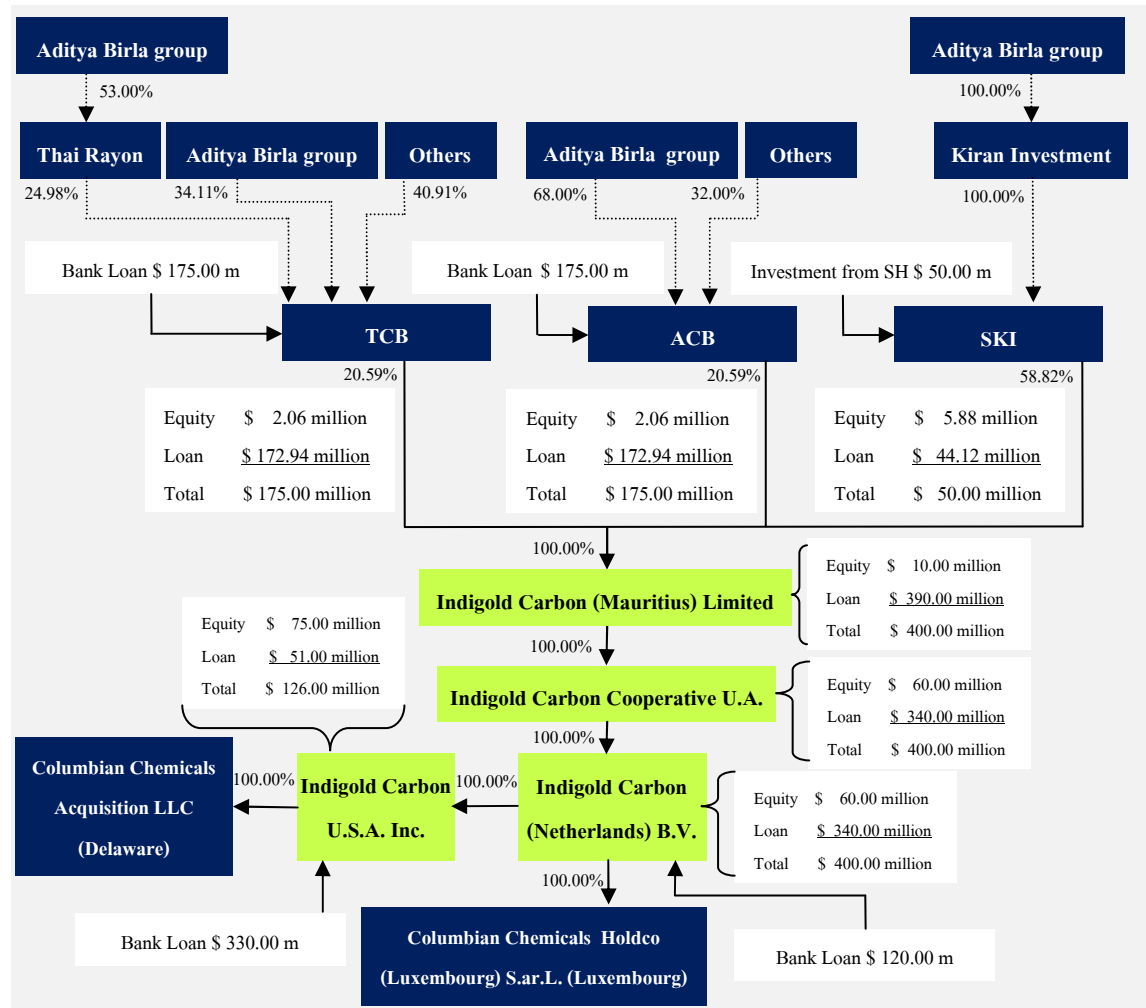 Aditya Birla group
Aditya Birla group
53.00%
100.00%
Thai Rayon
Aditya Birla group
Others
Aditya Birla group
Others
Kiran Investment
24.98%
34.11%
40.91%
68.00%
32.00%
100.00%
Bank Loan $ 175.00 m
Bank Loan $ 175.00 m
Investment from SH $ 50.00 m
TCB
ACB
SKI
20.59%
20.59%
58.82%
Equity $ 2.06 million
Loan $ 172.94 million
Total $ 175.00 million
Equity $ 2.06 million
Loan $ 172.94 million
Total $ 175.00 million
Equity $ 5.88 million
Loan $ 44.12 million
Total $ 50.00 million
100.00%
Indigold Carbon (Mauritius) Limited
Equity $ 10.00 million
Loan $ 390.00 million
Total $ 400.00 million
100.00%
Indigold Carbon Cooperative U.A.
Equity $ 60.00 million
Loan $ 340.00 million
Total $ 400.00 million
Equity $ 75.00 million
Loan $ 51.00 million
Total $ 126.00 million
100.00%
Columbian Chemicals
Acquisition LLC
(Delaware)
100.00%
Indigold Carbon
U.S.A. Inc.
100.00%
Indigold Carbon
(Netherlands) B.V.
Equity $ 60.00 million
Loan $ 340.00 million
Total $ 400.00 million
100.00%
Bank Loan $ 330.00 m
Columbian Chemicals Holdco
(Luxembourg) S.ar.L. (Luxembourg)
Bank Loan $ 120.00 m